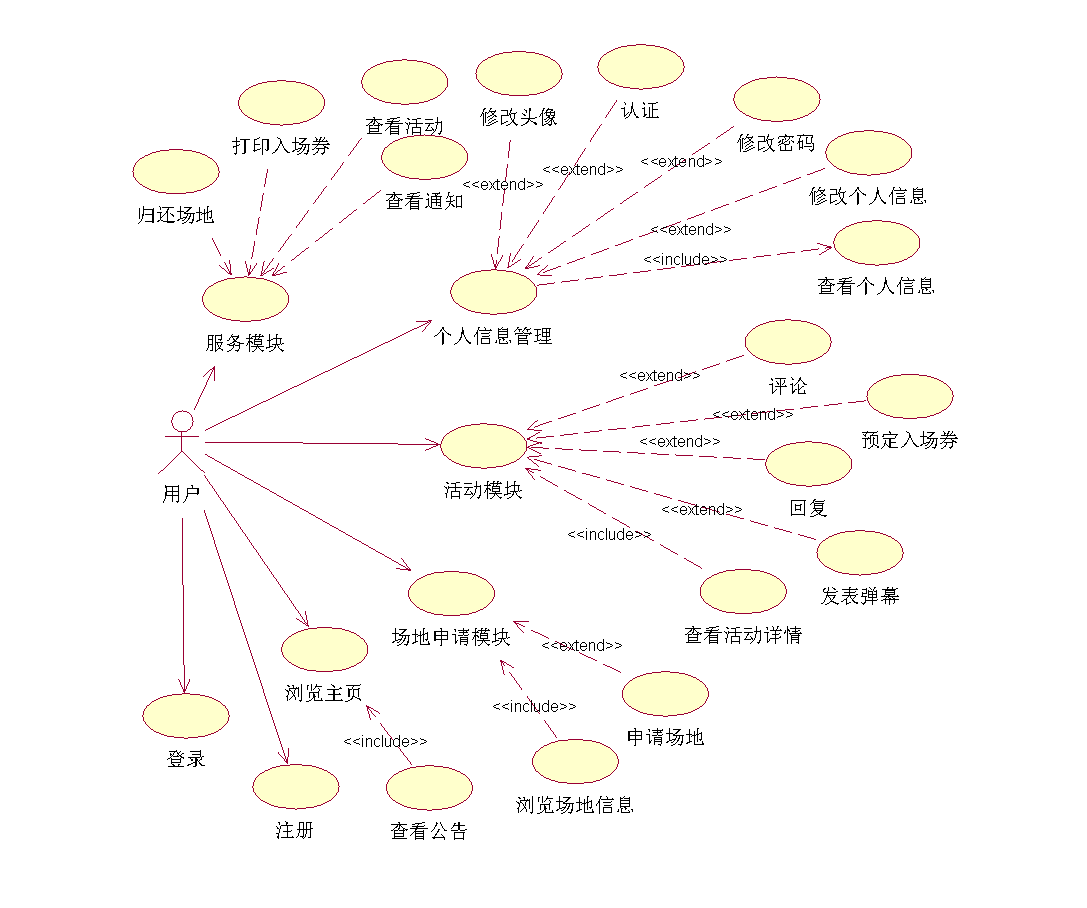 认证
修改头像
查看活动
修改密码
打印入场券
<<extend>>
<<extend>>
<<extend>>
修改个人信息
查看通知
归还场地
<<extend>>
<<include>>
查看个人信息
个人信息管理
服务模块
<<extend>>
评论
<<extend>>
预定入场券
<<extend>>
活动模块
用户
回复
<<extend>>
<<include>>
发表弹幕
查看活动详情
场地申请模块
<<extend>>
浏览主页
<<include>>
申请场地
<<include>>
登录
浏览场地信息
注册
查看公告